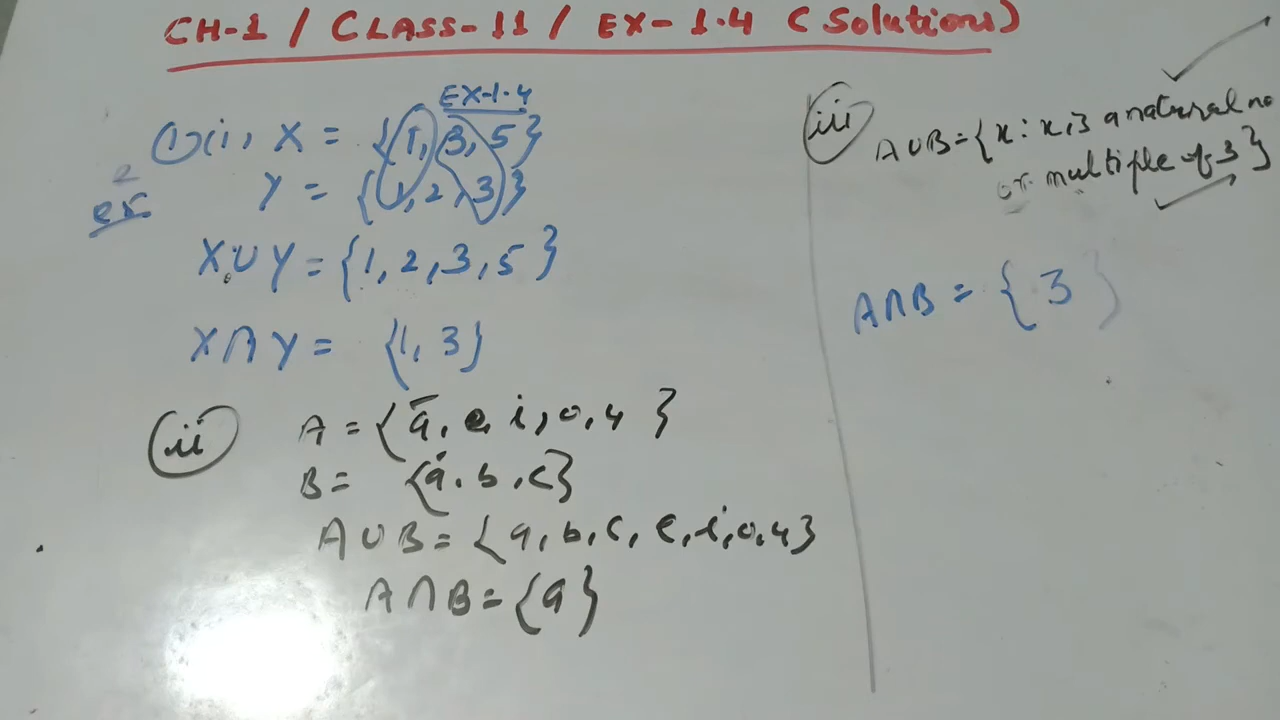 CH-1 / CLASS-11 / EX-1.4 (Solutions)
EX-1.4
1) (i) X = {1, 3, 5}
Y = {1, 2, 3}
X∪Y = {1, 2, 3, 5}
X∩Y = {1, 3}
(ii) A = {a, e, i, o, u}
B = {a, b, c}
A∪B = {a, b, c, e, i, o, u}
A∩B = {a}
(iii) A∪B = {x : x is a natural no
or multiple of 3}
A∩B = {3}